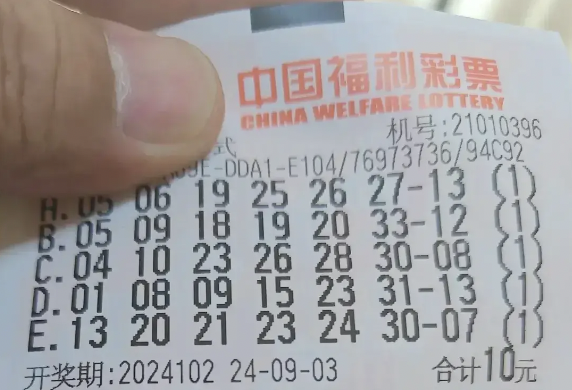 中国福利彩票
CHINA WELFARE LOTTERY
机号:21010396
式
09E-DDA1-E104/76973736/94C92
05 06 19 25 26 27-13 (1)
B.05 09 18 19 20 33-12 (1)
C.04 10 23 26 28 30-08 (1)
D.01 08 09 15 23 31-13 (1)
E.13 20 21 23 24 30-07 (1)
开奖期:2024102 24-09-03 合计10元